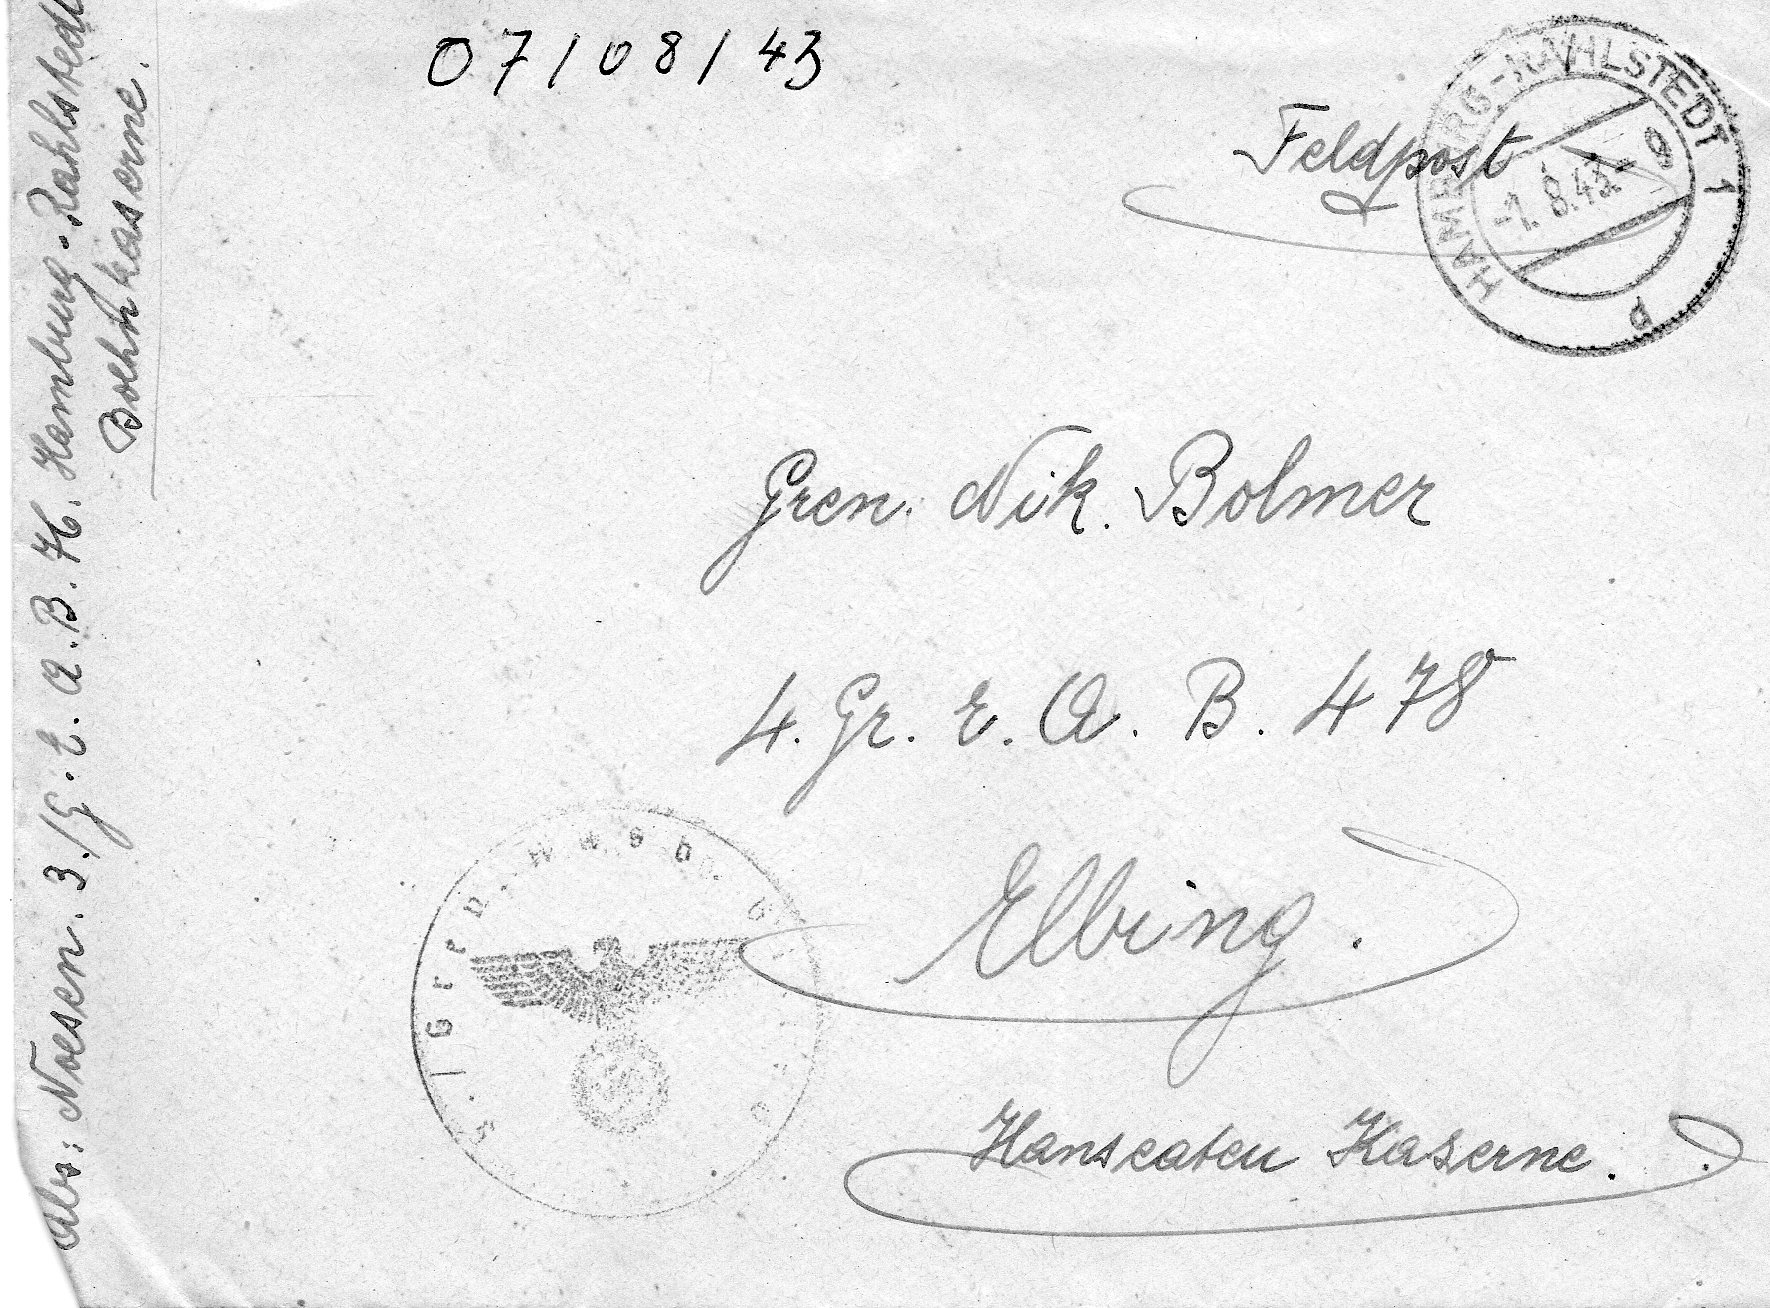 07/08/43
Feldpost
HAMBURG-RAHLSTEDT 1
-1. 8.43.- 9
d
Gren. Nik. Bolmer
4. Gr. E. A. B. 478
Elbing.
Hanseaten Kaserne.
Abs: Noesen. 3./G. E. A. B. 76. Hamburg-Rahlstedt
Boehnkaserne.